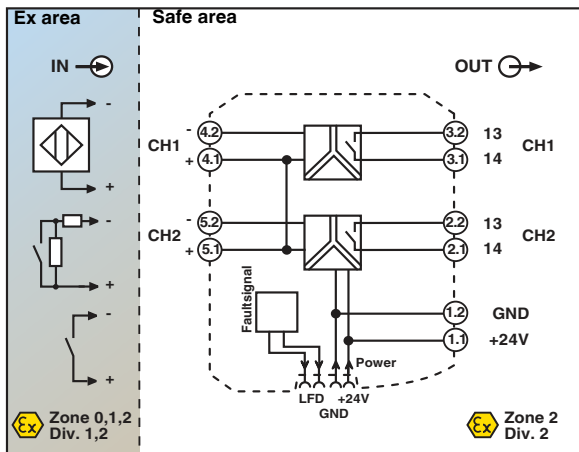 Ex area
Safe area
IN
OUT
-
+
-
+
-
+
CH1
- 4.2
+ 4.1
3.2 13
3.1 14
CH1
CH2
- 5.2
+ 5.1
2.2 13
2.1 14
CH2
Faultsignal
1.2 GND
1.1 +24V
Power
LFD +24V
GND
Ex Zone 0,1,2
Div. 1,2
Ex Zone 2
Div. 2